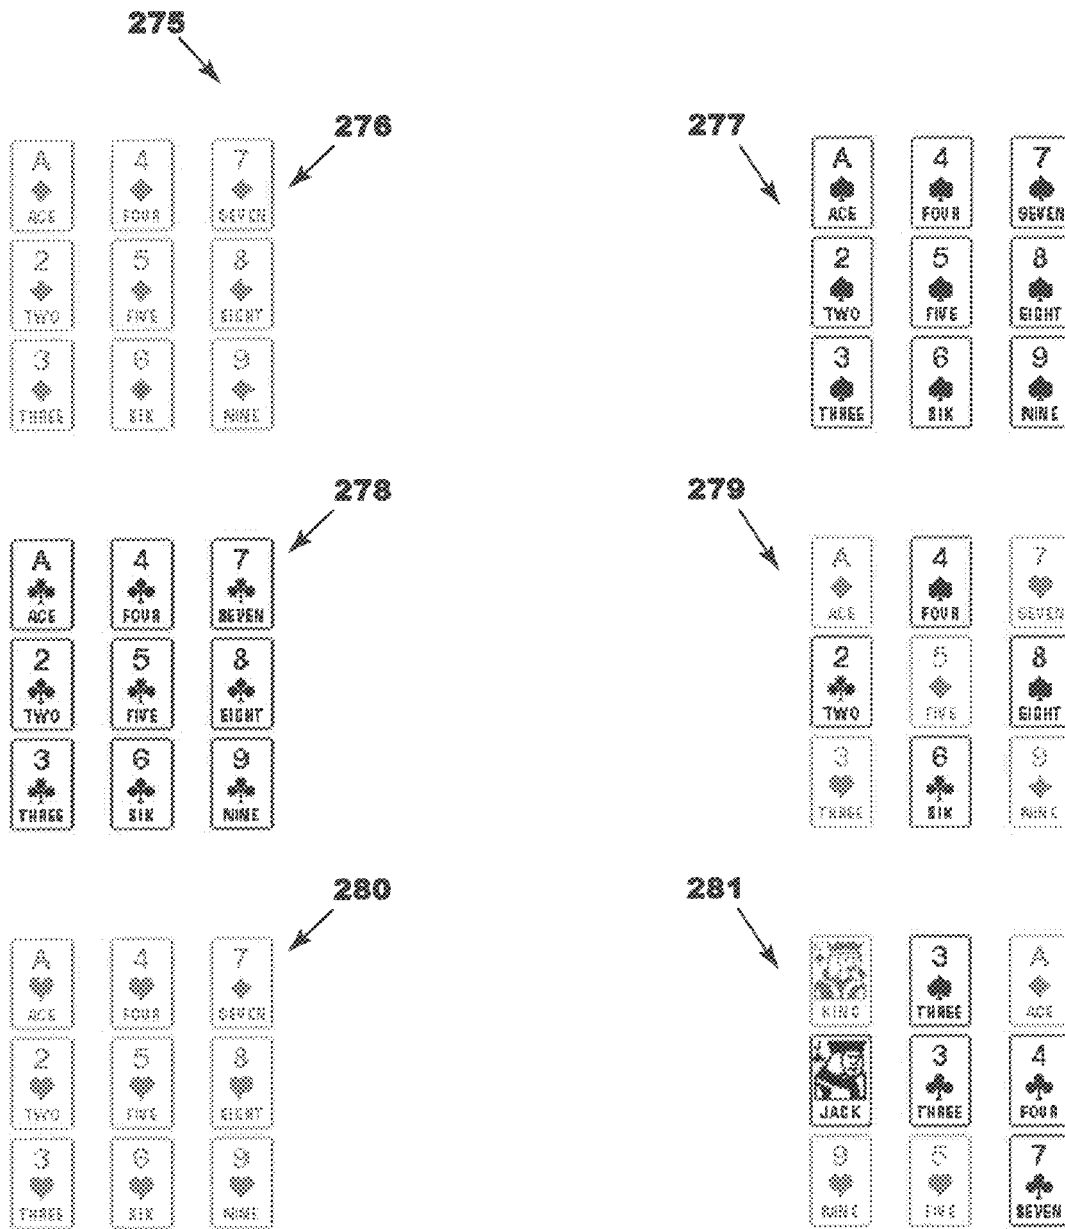 275
276
A 4 7
ACE FOUR SEVEN
2 5 8
TWO FIVE EIGHT
3 6 9
THREE SIX NINE
277
A 4 7
ACE FOUR SEVEN
2 5 8
TWO FIVE EIGHT
3 6 9
THREE SIX NINE
278
A 4 7
ACE FOUR SEVEN
2 5 8
TWO FIVE EIGHT
3 6 9
THREE SIX NINE
279
A 4 7
ACE FOUR SEVEN
2 5 8
TWO FIVE EIGHT
3 6 9
THREE SIX NINE
280
A 4 7
ACE FOUR SEVEN
2 5 8
TWO FIVE EIGHT
3 6 9
THREE SIX NINE
281
3 A
KING THREE ACE
3 4
JACK THREE FOUR
9 5 7
NINE FIVE SEVEN